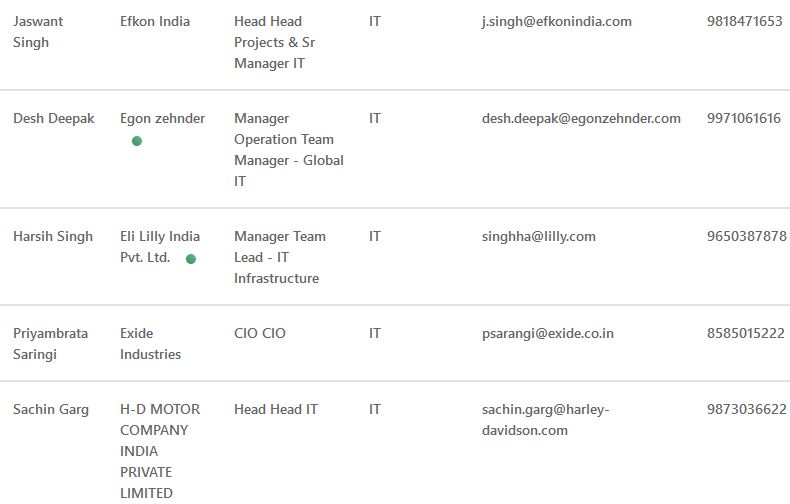 Jaswant Singh	Efkon India	Head Head Projects & Sr Manager IT	IT	j.singh@efkonindia.com	9818471653
Desh Deepak	Egon zehnder	Manager Operation Team Manager - Global IT	IT	desh.deepak@egonzehnder.com	9971061616
Harsih Singh	Eli Lilly India Pvt. Ltd.	Manager Team Lead - IT Infrastructure	IT	singhha@lilly.com	9650387878
Priyambrata Saringi	Exide Industries	CIO CIO	IT	psarangi@exide.co.in	8585015222
Sachin Garg	H-D MOTOR COMPANY INDIA PRIVATE LIMITED	Head Head IT	IT	sachin.garg@harley-davidson.com	9873036622